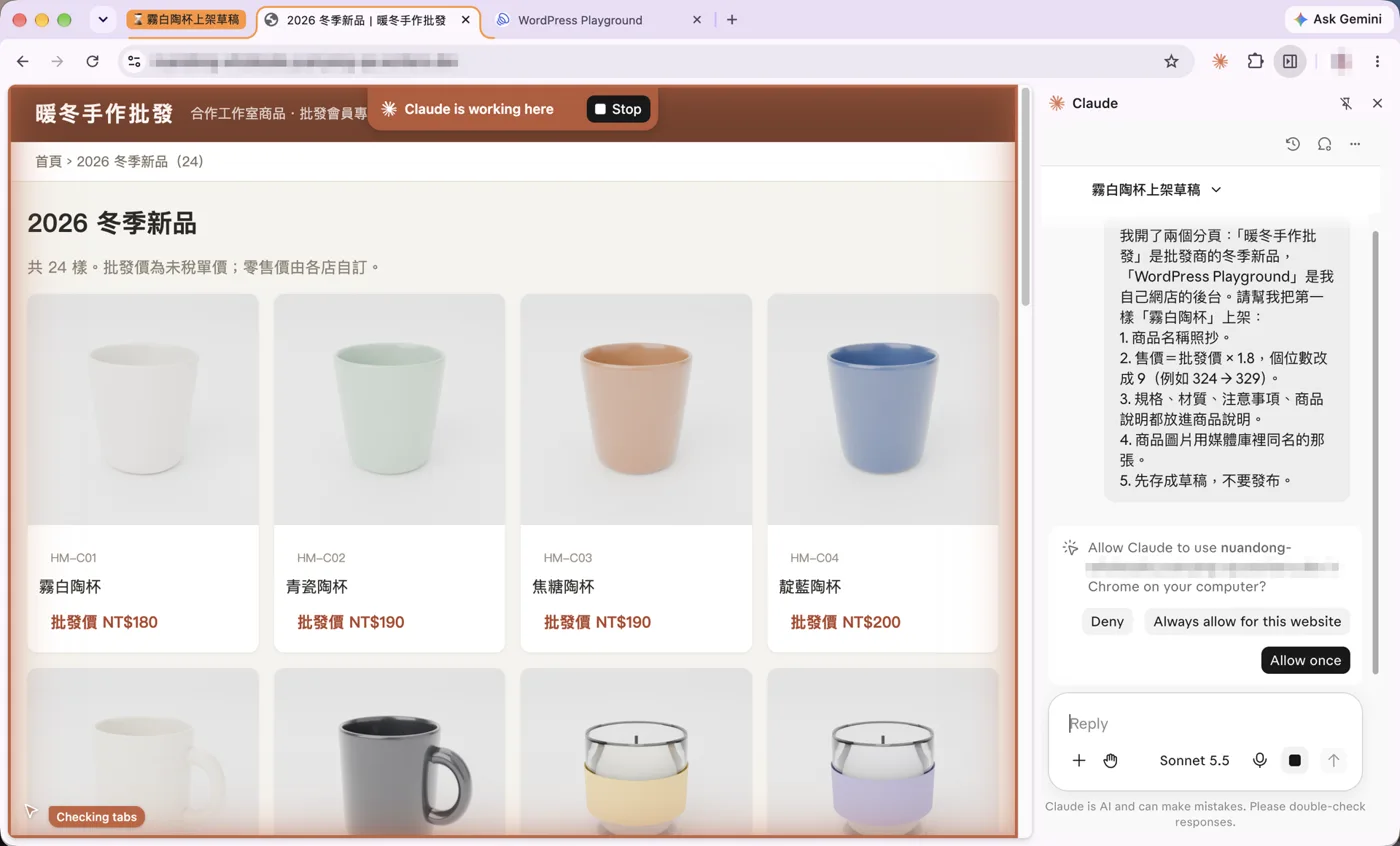 霧白陶杯上架草稿
2026 冬季新品 | 暖冬手作批發
WordPress Playground
Ask Gemini
暖冬手作批發
合作工作室商品・批發會員專
Claude is working here
Stop
首頁 › 2026 冬季新品（24）
2026 冬季新品
共 24 樣。批發價為未稅單價；零售價由各店自訂。
HM-C01
霧白陶杯
批發價 NT$180
HM-C02
青瓷陶杯
批發價 NT$190
HM-C03
焦糖陶杯
批發價 NT$190
HM-C04
靛藍陶杯
批發價 NT$200
Checking tabs
Claude
霧白陶杯上架草稿
我開了兩個分頁：「暖冬手作批
發」是批發商的冬季新品，
「WordPress Playground」是我
自己網店的後台。請幫我把第一
樣「霧白陶杯」上架：
1. 商品名稱照抄。
2. 售價＝批發價 × 1.8，個位數改
成 9（例如 324 → 329）。
3. 規格、材質、注意事項、商品
說明都放進商品說明。
4. 商品圖片用媒體庫裡同名的那
張。
5. 先存成草稿，不要發布。
Allow Claude to use nuandong-
Chrome on your computer?
Deny
Always allow for this website
Allow once
Reply
Sonnet 5.5
Claude is AI and can make mistakes. Please double-check
responses.